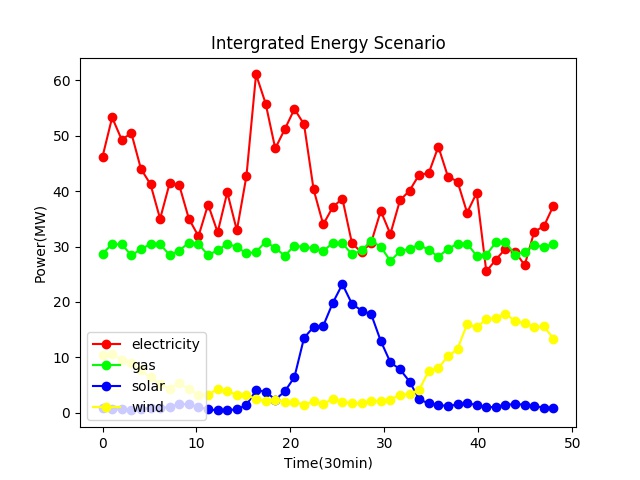 Intergrated Energy Scenario
60
50
40
30
20
10
0
Power(MW)
electricity
gas
solar
wind
0 10 20 30 40 50
Time(30min)